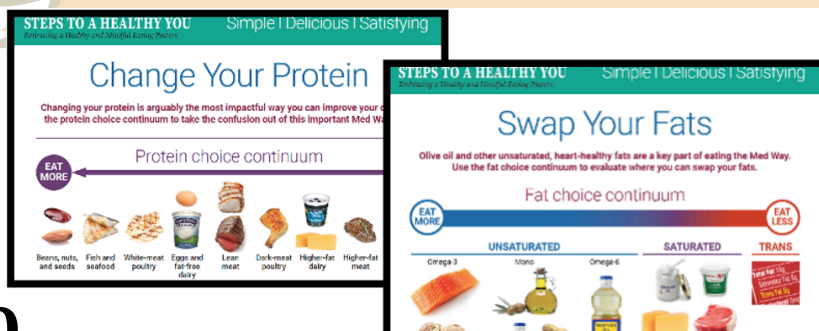 STEPS TO A HEALTHY YOU
Simple | Delicious | Satisfying
Embracing a Healthy and Mindful Eating Pattern.
Change Your Protein
Changing your protein is arguably the most impactful way you can improve your
the protein choice continuum to take the confusion out of this important Med
Protein choice continuum
EAT
MORE
Beans, nuts,
and seeds
Fish and
seafood
White-meat
poultry
Eggs and
fat-free
dairy
Lean
meat
Dark-meat
poultry
Higher-fat
dairy
Higher-fat
meat
STEPS TO A HEALTHY YOU
Simple | Delicious | Satisfying
Embracing a Healthy and Mindful Eating Pattern.
Swap Your Fats
Olive oil and other unsaturated, heart-healthy fats are a key part of eating the Med Way.
Use the fat choice continuum to evaluate where you can swap your fats.
Fat choice continuum
EAT
MORE
EAT
LESS
UNSATURATED
SATURATED
TRANS
Omega-3
Mono
Omega-6
Total Fat
Saturated Fat
Trans Fat